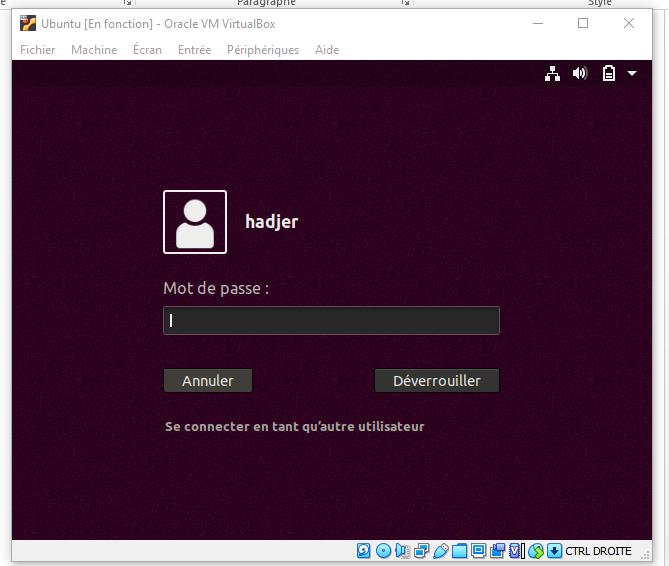 Paragraphe
Style
Ubuntu [En fonction] - Oracle VM VirtualBox
Fichier Machine Écran Entrée Périphériques Aide
hadjer
Mot de passe :
Annuler Déverrouiller
Se connecter en tant qu'autre utilisateur
CTRL DROITE